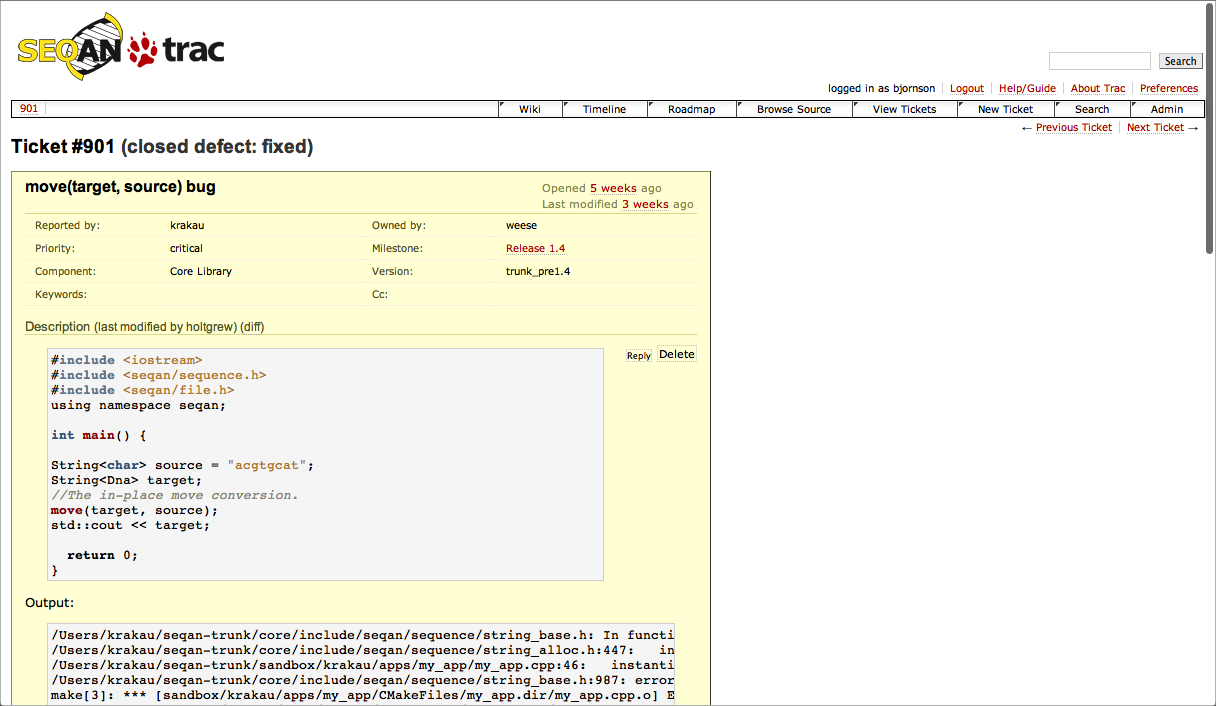 SEQAN trac
Search
logged in as bjornson Logout Help/Guide About Trac Preferences
901 Wiki Timeline Roadmap Browse Source View Tickets New Ticket Search Admin
← Previous Ticket Next Ticket →
Ticket #901 (closed defect: fixed)
move(target, source) bug
Opened 5 weeks ago
Last modified 3 weeks ago
Reported by: krakau Owned by: weese
Priority: critical Milestone: Release 1.4
Component: Core Library Version: trunk_pre1.4
Keywords: Cc:
Description (last modified by holtgrew) (diff)
Reply Delete
#include <iostream>
#include <seqan/sequence.h>
#include <seqan/file.h>
using namespace seqan;
int main() {
String<char> source = "acgtgcat";
String<Dna> target;
//The in-place move conversion.
move(target, source);
std::cout << target;
return 0;
}
Output:
/Users/krakau/seqan-trunk/core/include/seqan/sequence/string_base.h: In functi
/Users/krakau/seqan-trunk/core/include/seqan/sequence/string_alloc.h:447: in
/Users/krakau/seqan-trunk/sandbox/krakau/apps/my_app/my_app.cpp:46: instanti
/Users/krakau/seqan-trunk/core/include/seqan/sequence/string_base.h:987: error
make[3]: *** [sandbox/krakau/apps/my_app/CMakeFiles/my_app.dir/my_app.cpp.o] E